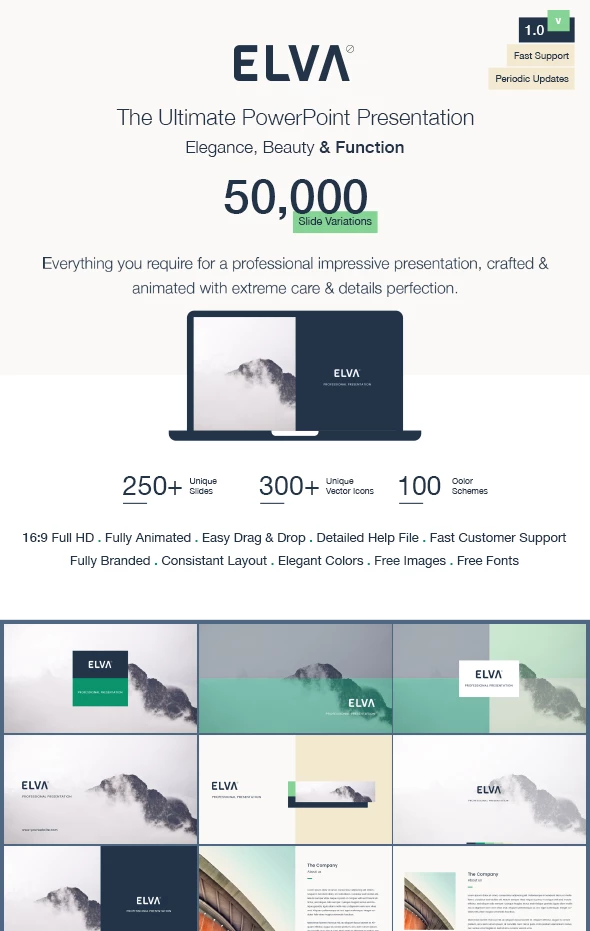 v
1.0
Fast Support
Periodic Updates
ELVA
The Ultimate PowerPoint Presentation
Elegance, Beauty & Function
50,000
Slide Variations
Everything you require for a professional impressive presentation, crafted &
animated with extreme care & details perfection.
ELVA
PROFESSIONAL PRESENTATION
250+ Unique Slides
300+ Unique Vector Icons
100 Color Schemes
16:9 Full HD . Fully Animated . Easy Drag & Drop . Detailed Help File . Fast Customer Support
Fully Branded . Consistant Layout . Elegant Colors . Free Images . Free Fonts
ELVA
PROFESSIONAL PRESENTATION
ELVA
PROFESSIONAL PRESENTATION
ELVA
PROFESSIONAL PRESENTATION
ELVA
PROFESSIONAL PRESENTATION
www.yourwebsite.com
ELVA
PROFESSIONAL PRESENTATION
ELVA
PROFESSIONAL PRESENTATION
ELVA
PROFESSIONAL PRESENTATION
The Company
About us
The Company
About us